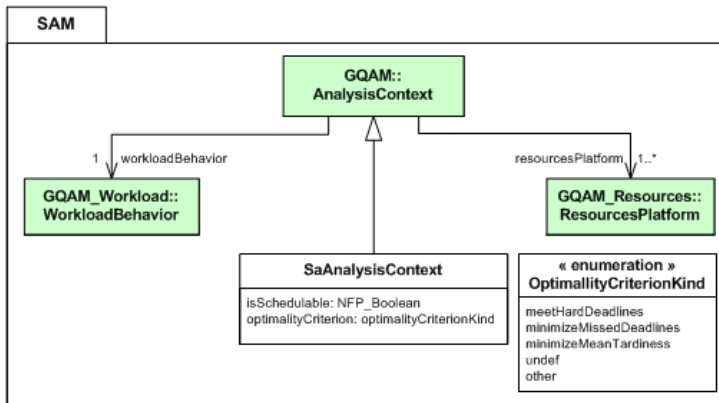 SAM
GQAM::
AnalysisContext
1 workloadBehavior
resourcesPlatform 1..*
GQAM_Workload::
WorkloadBehavior
GQAM_Resources::
ResourcesPlatform
SaAnalysisContext
isSchedulable: NFP_Boolean
optimalityCriterion: optimalityCriterionKind
« enumeration »
OptimallityCriterionKind
meetHardDeadlines
minimizeMissedDeadlines
minimizeMeanTardiness
undef
other